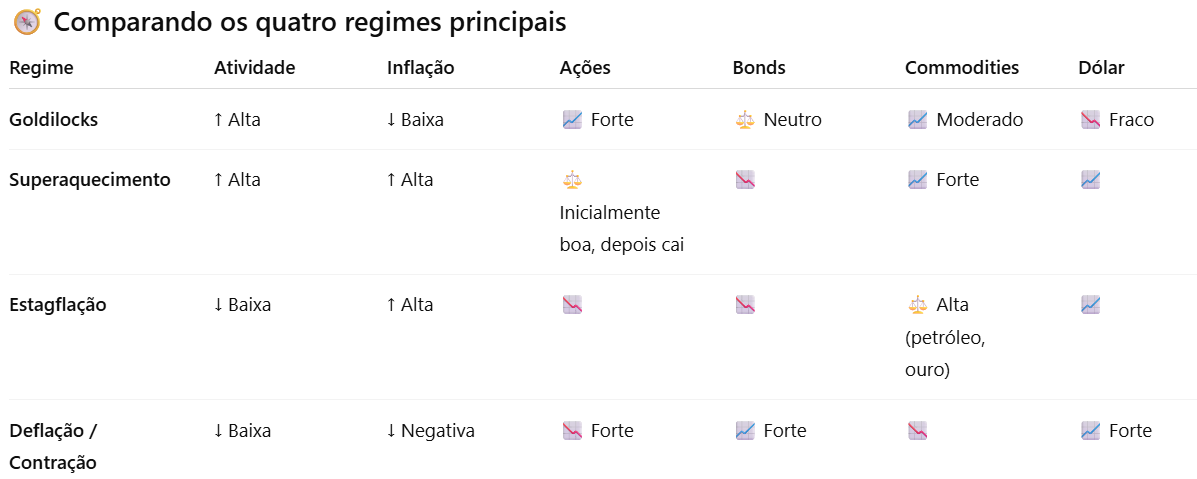 🧭 Comparando os quatro regimes principais
Regime Atividade Inflação Ações Bonds Commodities Dólar
Goldilocks ↑ Alta ↓ Baixa 📈 Forte ⚖️ Neutro 📈 Moderado 📉 Fraco
Superaquecimento ↑ Alta ↑ Alta ⚖️ 📉 📈 Forte 📈
Inicialmente
boa, depois cai
Estagflação ↓ Baixa ↑ Alta 📉 📉 ⚖️ Alta 📈
(petróleo,
ouro)
Deflação / ↓ Baixa ↓ Negativa 📉 Forte 📈 Forte 📉 📈 Forte
Contração